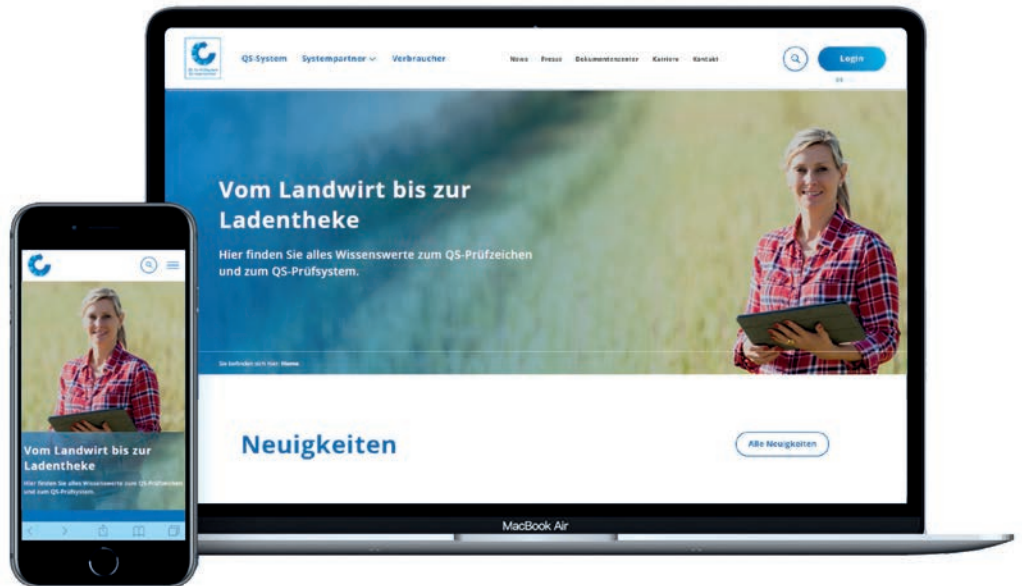 QS-System Systempartner Verbraucher
News Presse Dokumentencenter Karriere Kontakt
Login
Vom Landwirt bis zur
Ladentheke
Hier finden Sie alles Wissenswerte zum QS-Prüfzeichen
und zum QS-Prüfsystem.
Sie befinden sich hier: Home
Neuigkeiten
Alle Neuigkeiten
MacBook Air
Vom Landwirt bis zur
Ladentheke
Hier finden Sie alles Wissenswerte zum QS-Prüfzeichen
und zum QS-Prüfsystem.